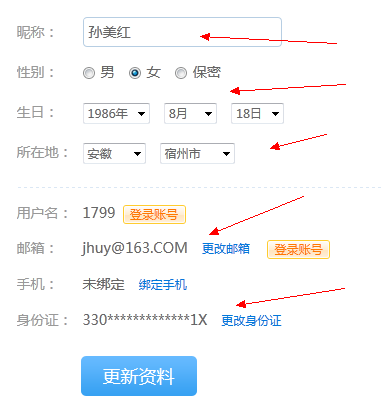 昵称： 孙美红
性别： 男 女 保密
生日： 1986年 8月 18日
所在地： 安徽 宿州市
用户名： 1799 登录账号
邮箱： jhuy@163.COM 更改邮箱 登录账号
手机： 未绑定 绑定手机
身份证： 330*************1X 更改身份证
更新资料